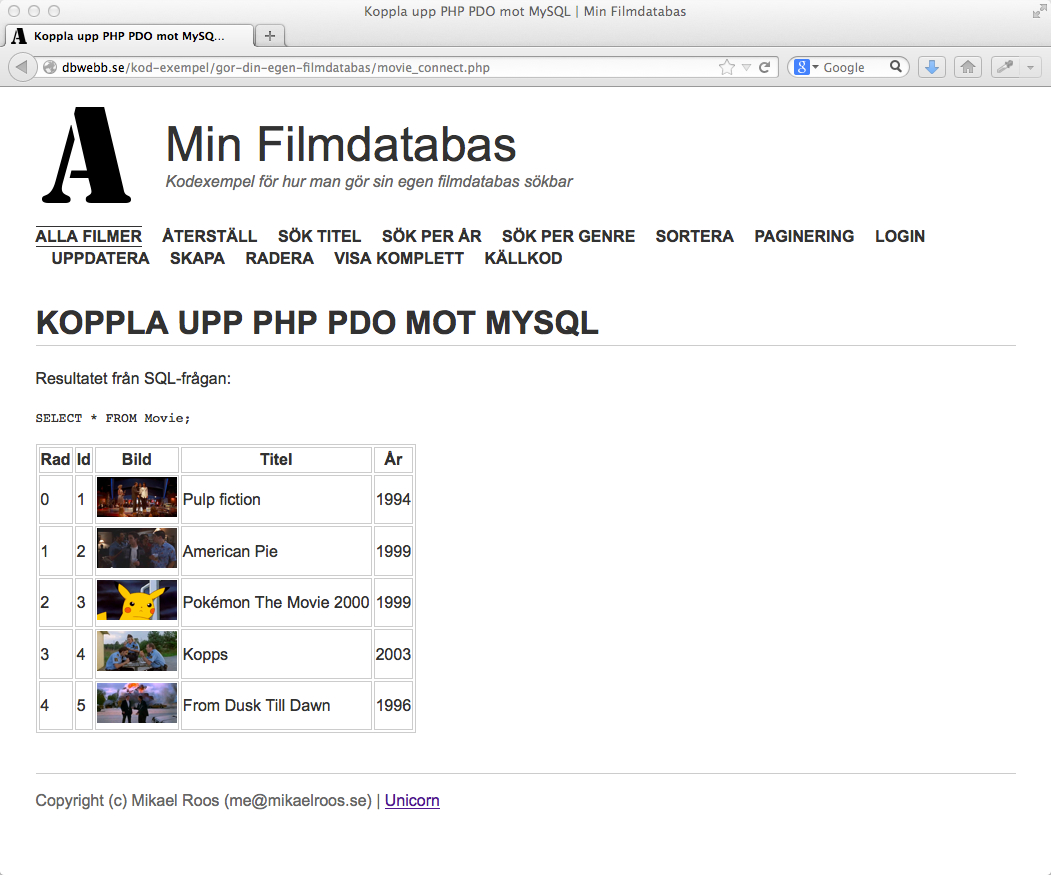 Koppla upp PHP PDO mot MySQL | Min Filmdatabas
A Koppla upp PHP PDO mot MySQ...
dbwebb.se/kod-exempel/gor-din-egen-filmdatabas/movie_connect.php
8 Google
A
Min Filmdatabas
Kodexempel för hur man gör sin egen filmdatabas sökbar
ALLA FILMER ÅTERSTÄLL SÖK TITEL SÖK PER ÅR SÖK PER GENRE SORTERA PAGINERING LOGIN
UPPDATERA SKAPA RADERA VISA KOMPLETT KÄLLKOD
KOPPLA UPP PHP PDO MOT MYSQL
Resultatet från SQL-frågan:
SELECT * FROM Movie;
Rad Id Bild Titel År
0 1 Pulp fiction 1994
1 2 American Pie 1999
2 3 Pokémon The Movie 2000 1999
3 4 Kopps 2003
4 5 From Dusk Till Dawn 1996
Copyright (c) Mikael Roos (me@mikaelroos.se) | Unicorn